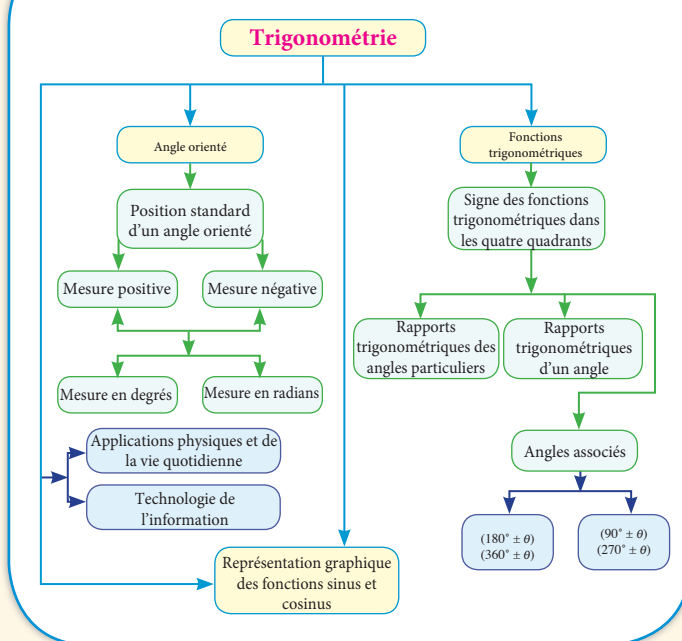 Trigonométrie
Angle orienté
Position standard
d'un angle orienté
Mesure positive
Mesure négative
Mesure en degrés
Mesure en radians
Applications physiques et de
la vie quotidienne
Technologie de
l'information
Représentation graphique
des fonctions sinus et
cosinus
Fonctions
trigonométriques
Signe des fonctions
trigonométriques dans
les quatre quadrants
Rapports
trigonométriques des
angles particuliers
Rapports
trigonométriques
d'un angle
Angles associés
(180° ± θ)
(360° ± θ)
(90° ± θ)
(270° ± θ)